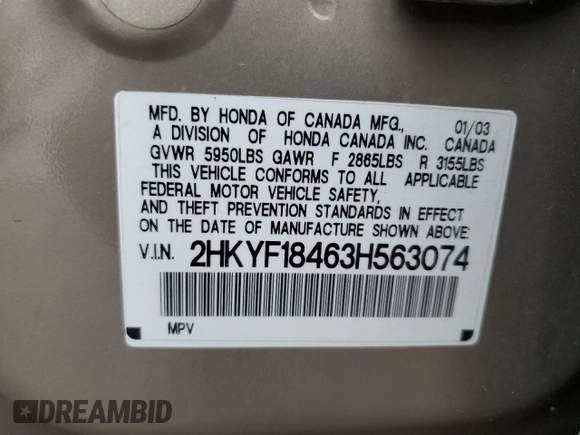 MFD. BY HONDA OF CANADA MFG., 01/03
A DIVISION OF HONDA CANADA INC. CANADA
GVWR 5950LBS GAWR F 2865LBS R 3155LBS
THIS VEHICLE CONFORMS TO ALL APPLICABLE
FEDERAL MOTOR VEHICLE SAFETY,
AND THEFT PREVENTION STANDARDS IN EFFECT
ON THE DATE OF MANUFACTURE SHOWN ABOVE:
V.I.N. 2HKYF18463H563074
MPV
DREAMBID